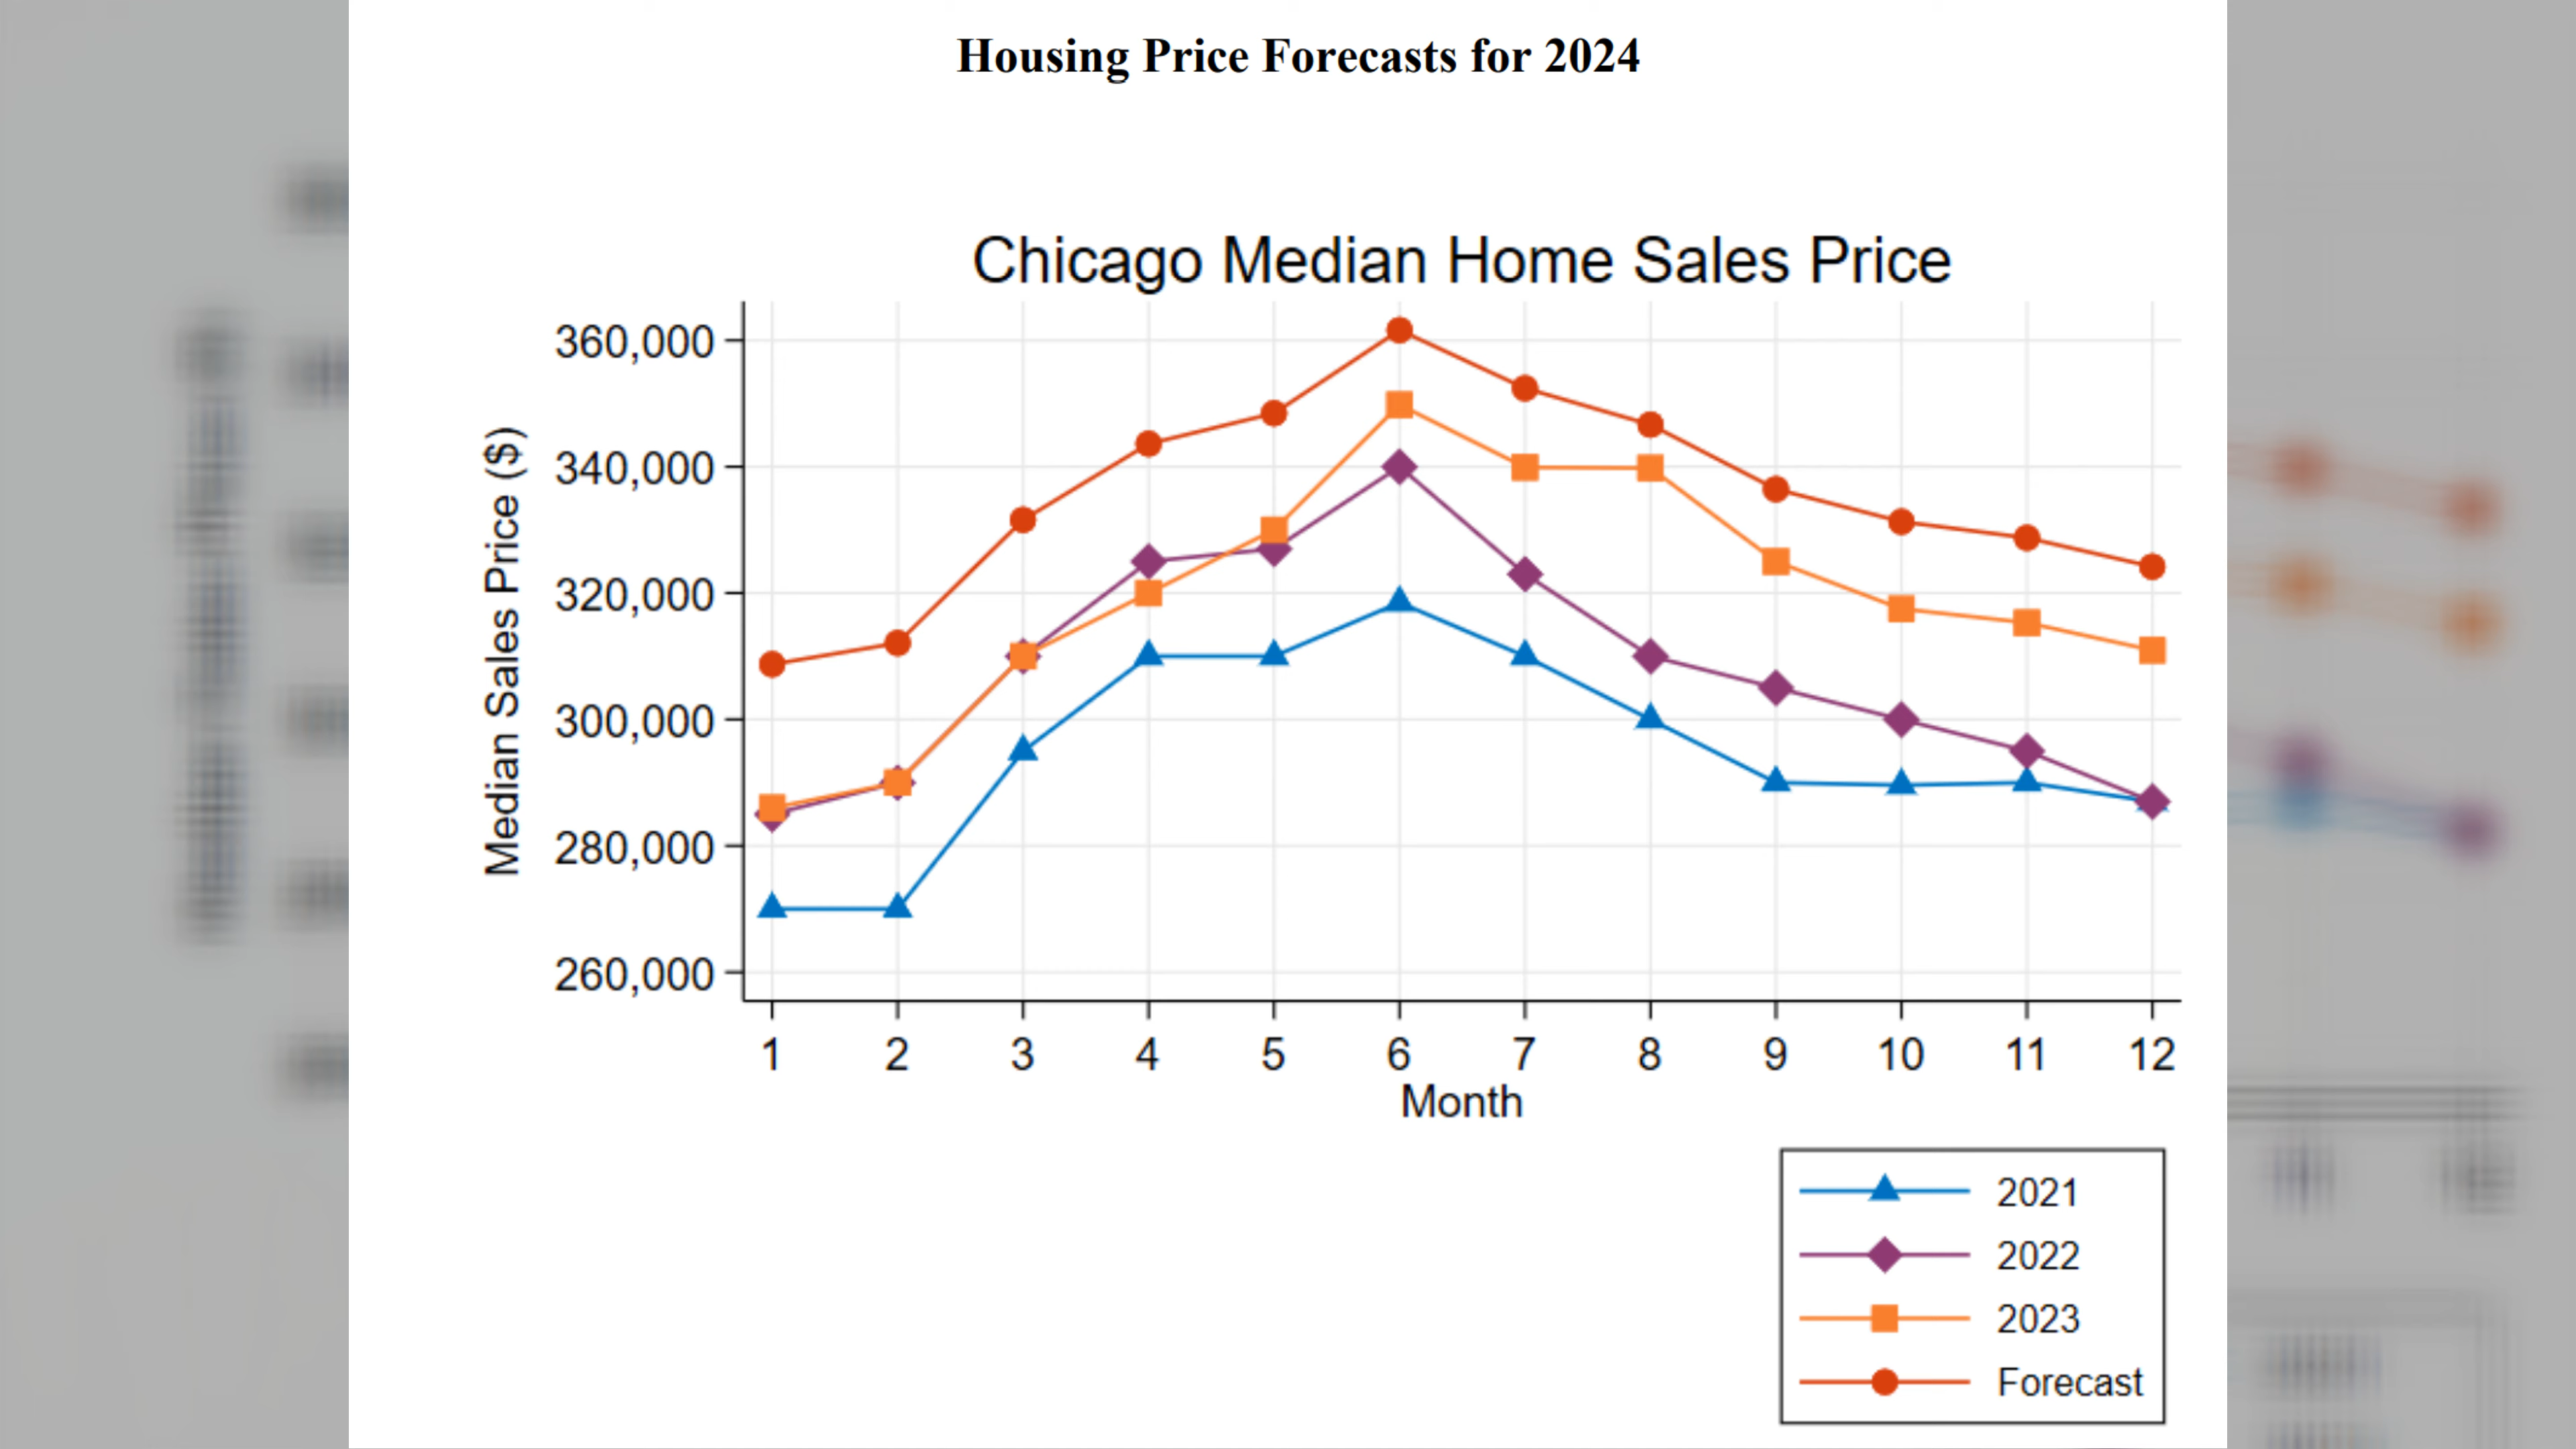 Housing Price Forecasts for 2024
Chicago Median Home Sales Price
Median Sales Price ($)
360,000
340,000
320,000
300,000
280,000
260,000
1 2 3 4 5 6 7 8 9 10 11 12
Month
2021
2022
2023
Forecast